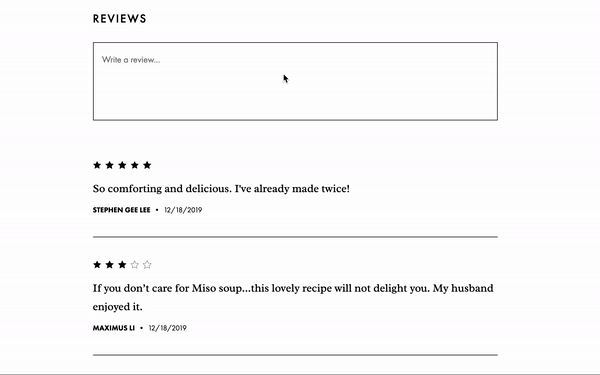 REVIEWS
Write a review...
So comforting and delicious. I've already made twice!
STEPHEN GEE LEE • 12/18/2019
If you don't care for Miso soup...this lovely recipe will not delight you. My husband
enjoyed it.
MAXIMUS LI • 12/18/2019